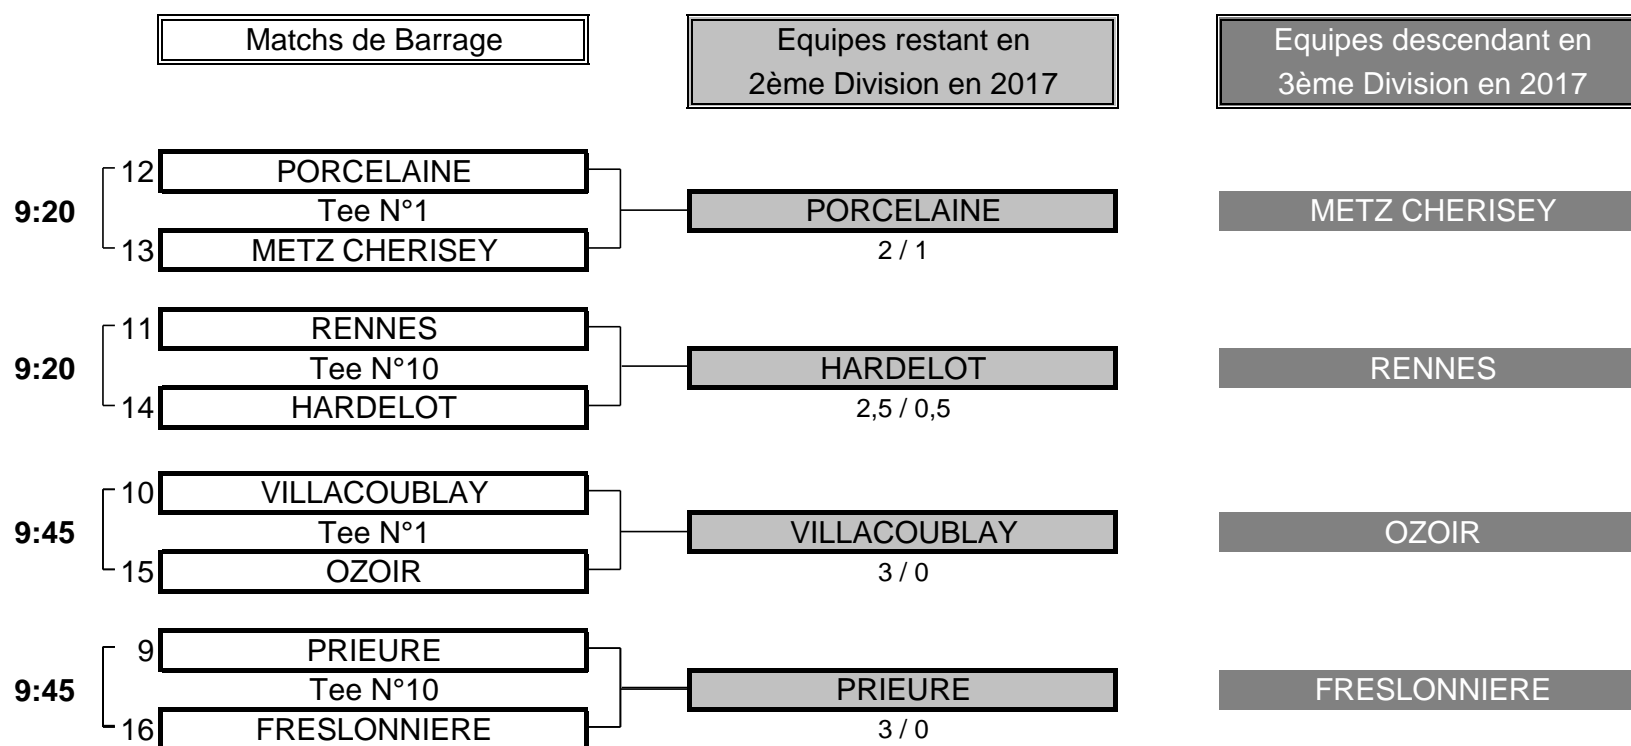 Matchs de Barrage
Equipes restant en
2ème Division en 2017
Equipes descendant en
3ème Division en 2017
12 PORCELAINE
9:20 Tee N°1 PORCELAINE METZ CHERISEY
13 METZ CHERISEY 2 / 1
11 RENNES
9:20 Tee N°10 HARDELOT RENNES
14 HARDELOT 2,5 / 0,5
10 VILLACOUBLAY
9:45 Tee N°1 VILLACOUBLAY OZOIR
15 OZOIR 3 / 0
9 PRIEURE
9:45 Tee N°10 PRIEURE FRESLONNIERE
16 FRESLONNIERE 3 / 0